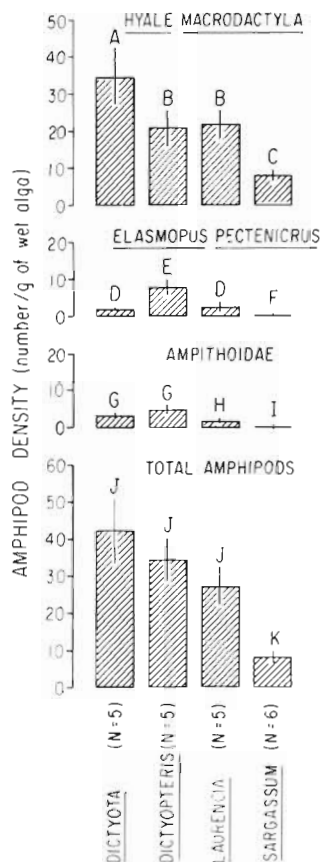 HYALE MACRODACTYLA
50
40
30
20
10
0
A
B
B
C
ELASMOPUS PECTENICRUS
20
10
0
D
E
D
F
AMPITHOIDAE
20
10
0
G
G
H
I
TOTAL AMPHIPODS
60
50
40
30
20
10
0
J
J
J
K
AMPHIPOD DENSITY (number/g of wet alga)
DICTYOTA (N=5)
DICTYOPTERIS (N=5)
LAURENCIA (N=5)
SARGASSUM (N=6)